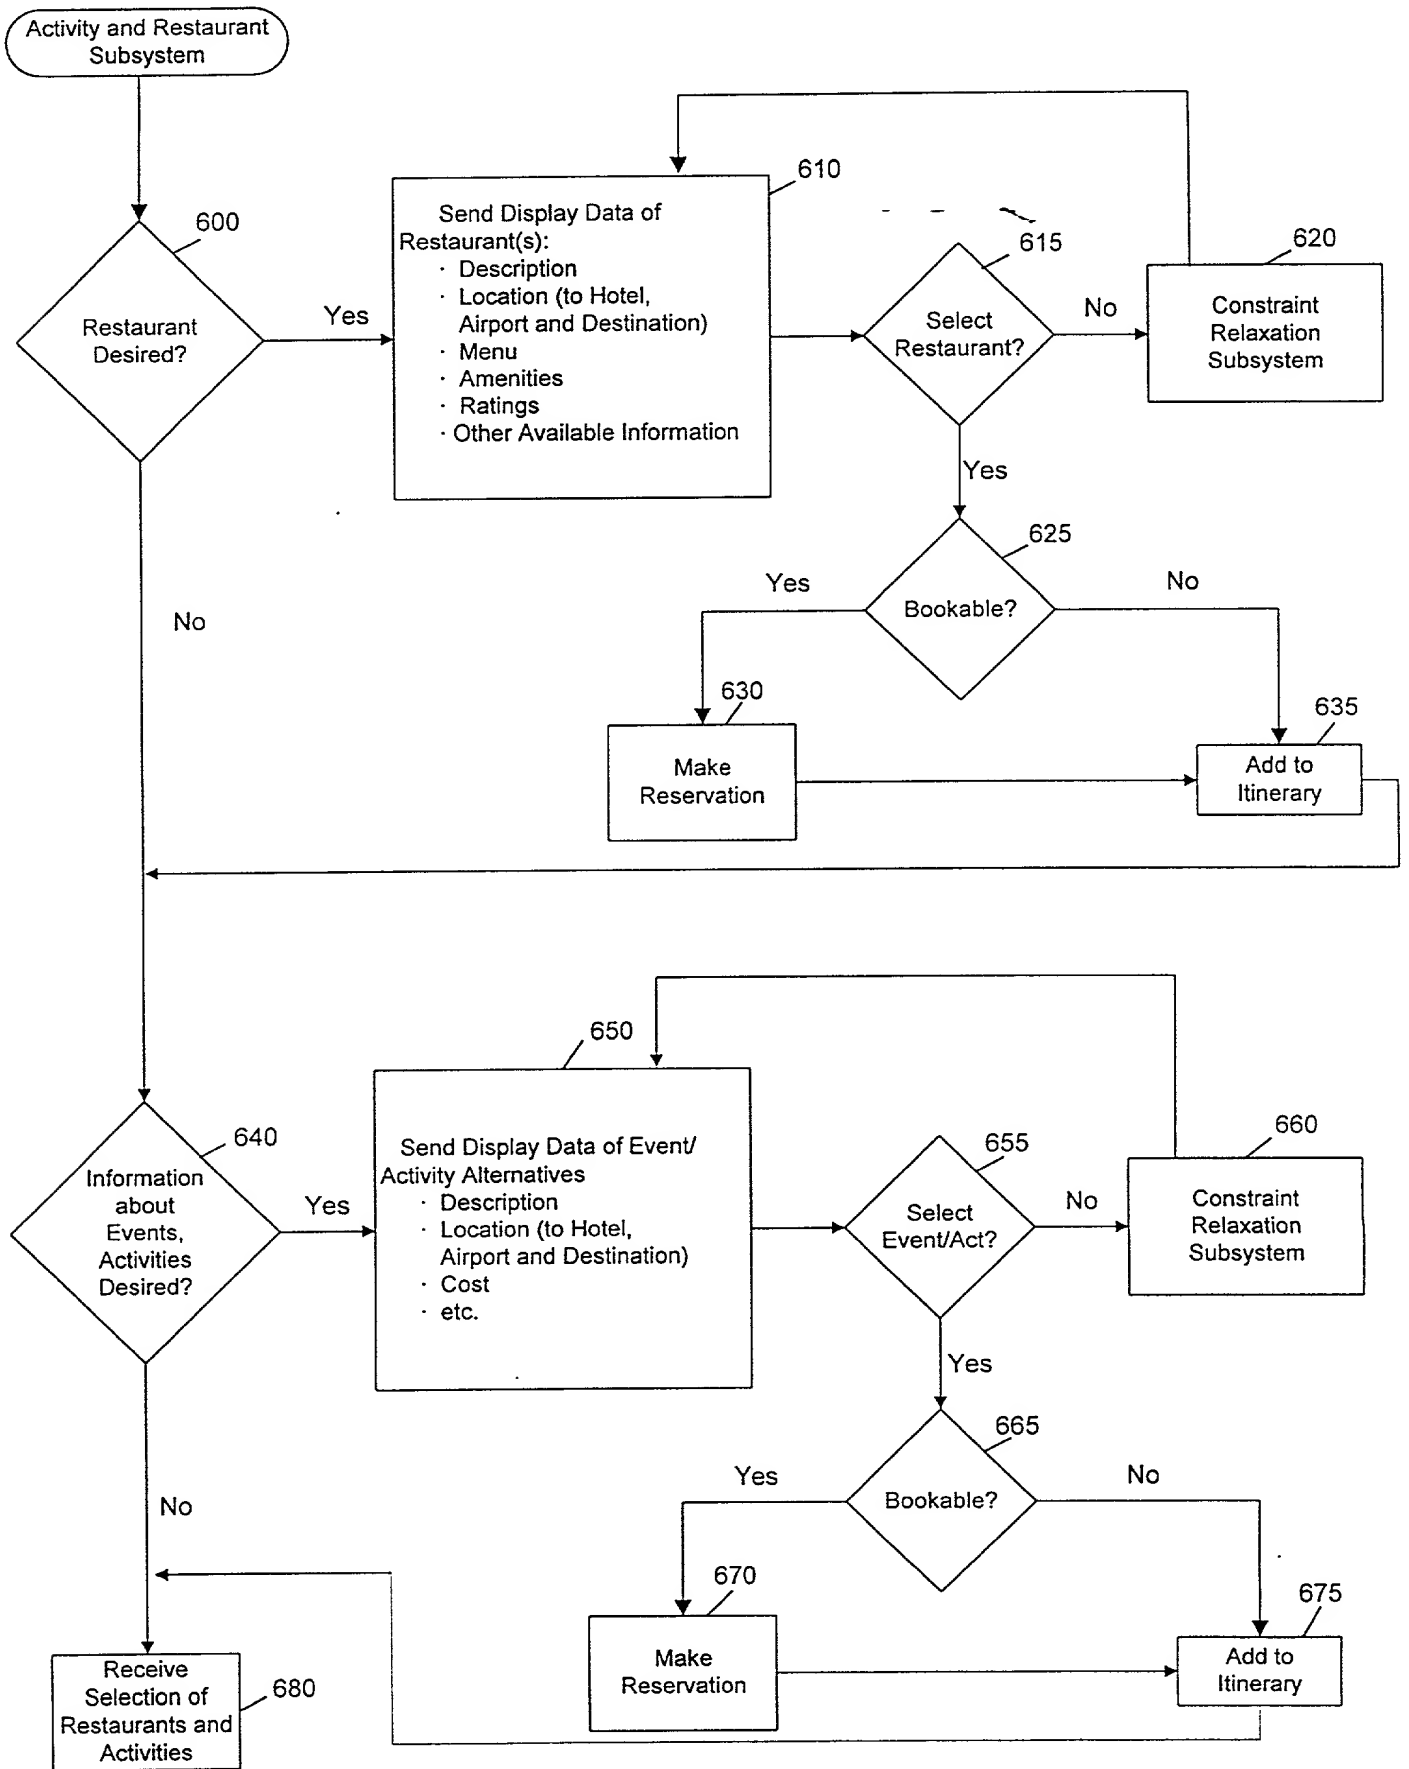 Activity and Restaurant
Subsystem
600
Restaurant
Desired?
Yes
No
610
Send Display Data of
Restaurant(s):
· Description
· Location (to Hotel,
Airport and Destination)
· Menu
· Amenities
· Ratings
· Other Available Information
615
Select
Restaurant?
No
Yes
620
Constraint
Relaxation
Subsystem
625
Bookable?
Yes
No
630
Make
Reservation
635
Add to
Itinerary
640
Information
about
Events,
Activities
Desired?
Yes
No
650
Send Display Data of Event/
Activity Alternatives
· Description
· Location (to Hotel,
Airport and Destination)
· Cost
· etc.
655
Select
Event/Act?
No
Yes
660
Constraint
Relaxation
Subsystem
665
Bookable?
Yes
No
670
Make
Reservation
675
Add to
Itinerary
680
Receive
Selection of
Restaurants and
Activities